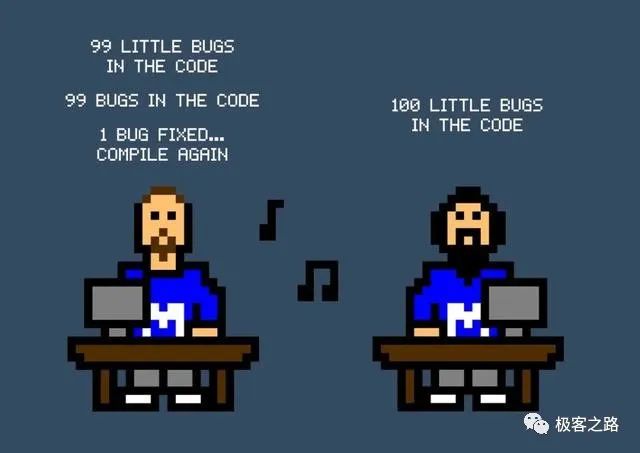 99 LITTLE BUGS
IN THE CODE
99 BUGS IN THE CODE
1 BUG FIXED...
COMPILE AGAIN
100 LITTLE BUGS
IN THE CODE
M
M
极客之路